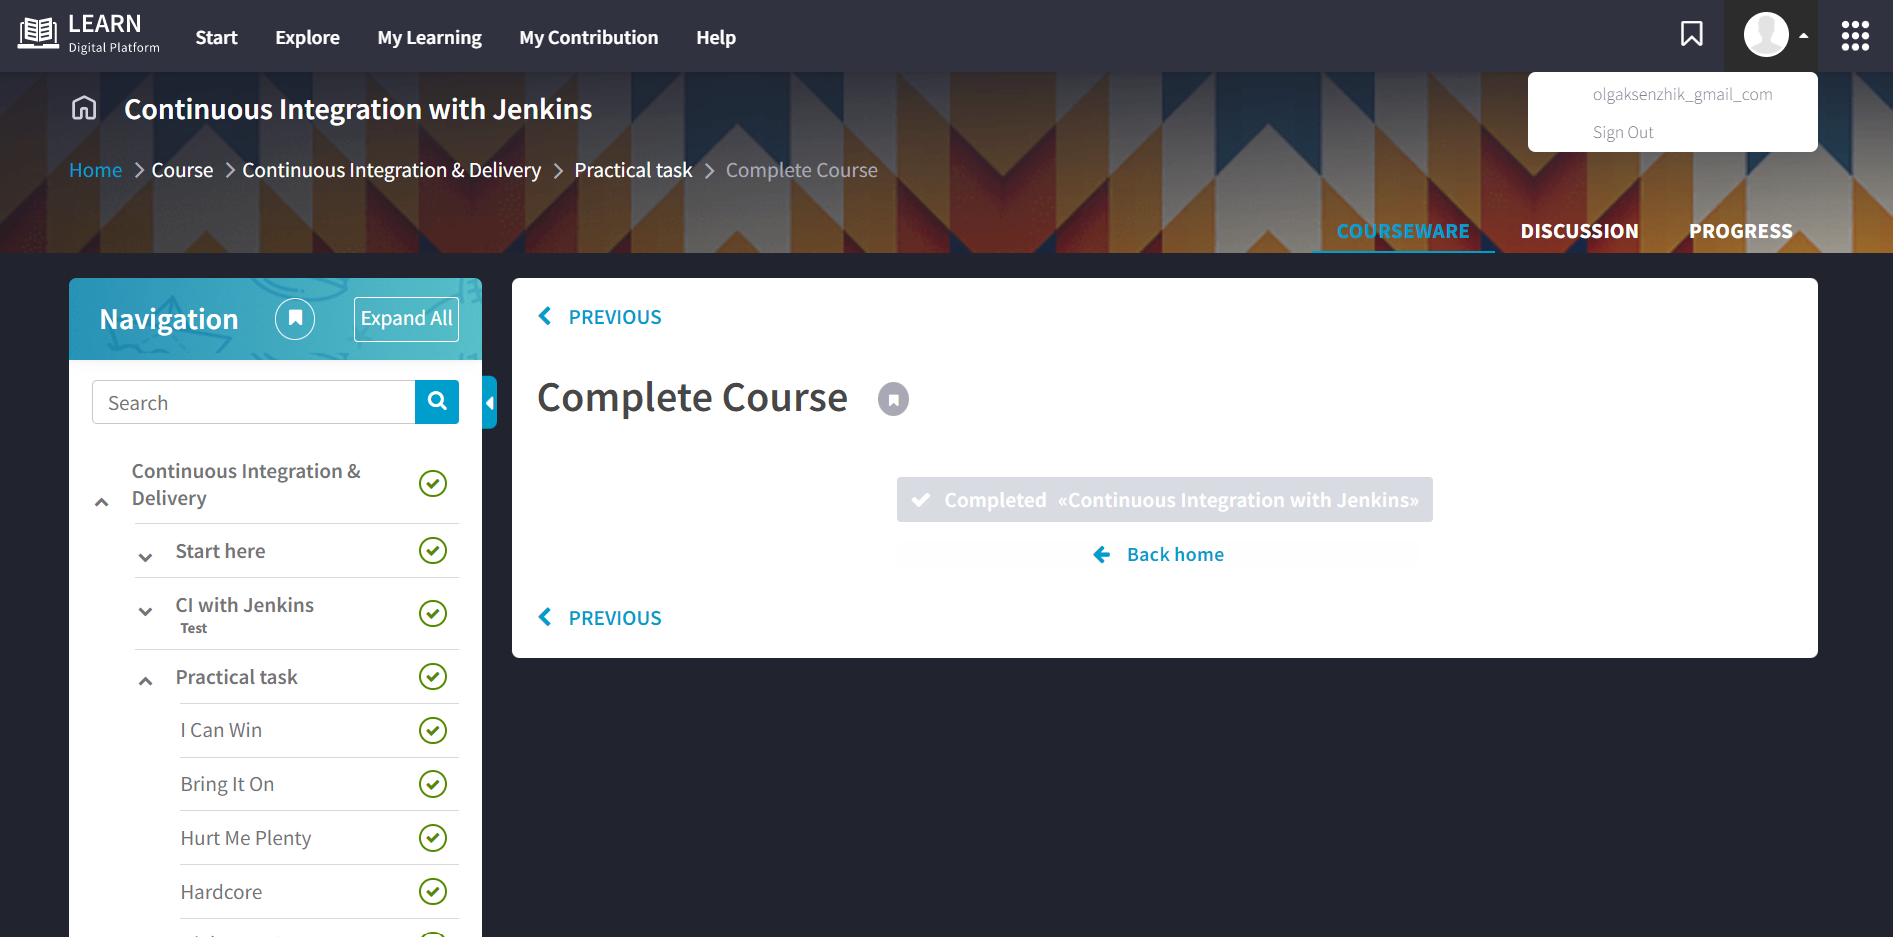 LEARN
Digital Platform
Start
Explore
My Learning
My Contribution
Help
olgaksenzhik_gmail_com
Sign Out
Continuous Integration with Jenkins
Home
Course
Continuous Integration & Delivery
Practical task
Complete Course
COURSEWARE
DISCUSSION
PROGRESS
Navigation
Expand All
Search
Continuous Integration &
Delivery
Start here
CI with Jenkins
Test
Practical task
I Can Win
Bring It On
Hurt Me Plenty
Hardcore
PREVIOUS
Complete Course
Completed «Continuous Integration with Jenkins»
Back home
PREVIOUS